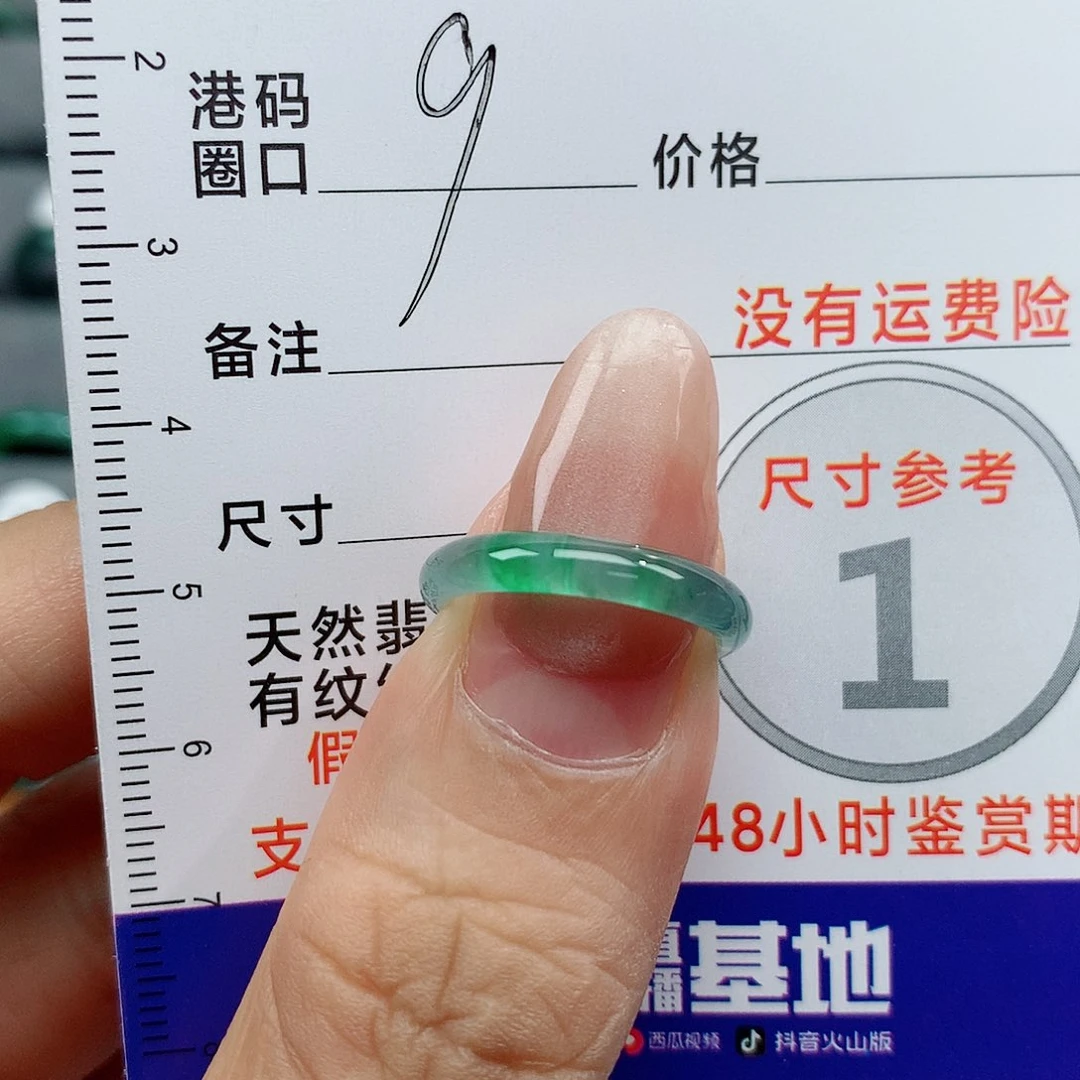 2
港码
9
圈口
价格
3
没有运费险
备注
4
尺寸参考
尺寸
1
5
天然翡
有纹
6
假
支
48小时鉴赏期
7
直播基地
西瓜视频 抖音火山版